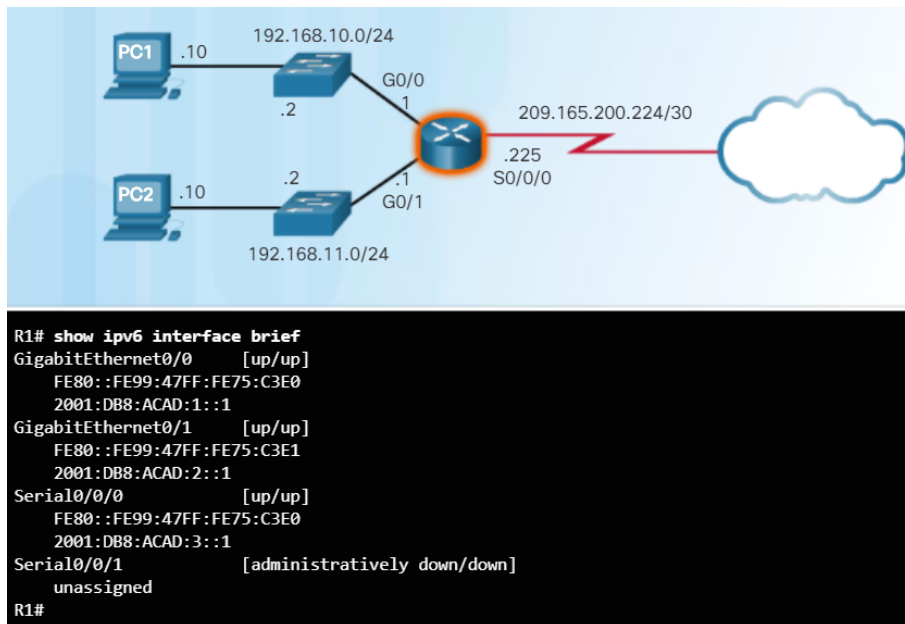 192.168.10.0/24
PC1
.10
G0/0
.2
.1
209.165.200.224/30
.225
S0/0/0
PC2
.10
.2
.1
G0/1
192.168.11.0/24
R1# show ipv6 interface brief
GigabitEthernet0/0 [up/up]
FE80::FE99:47FF:FE75:C3E0
2001:DB8:ACAD:1::1
GigabitEthernet0/1 [up/up]
FE80::FE99:47FF:FE75:C3E1
2001:DB8:ACAD:2::1
Serial0/0/0 [up/up]
FE80::FE99:47FF:FE75:C3E0
2001:DB8:ACAD:3::1
Serial0/0/1 [administratively down/down]
unassigned
R1#